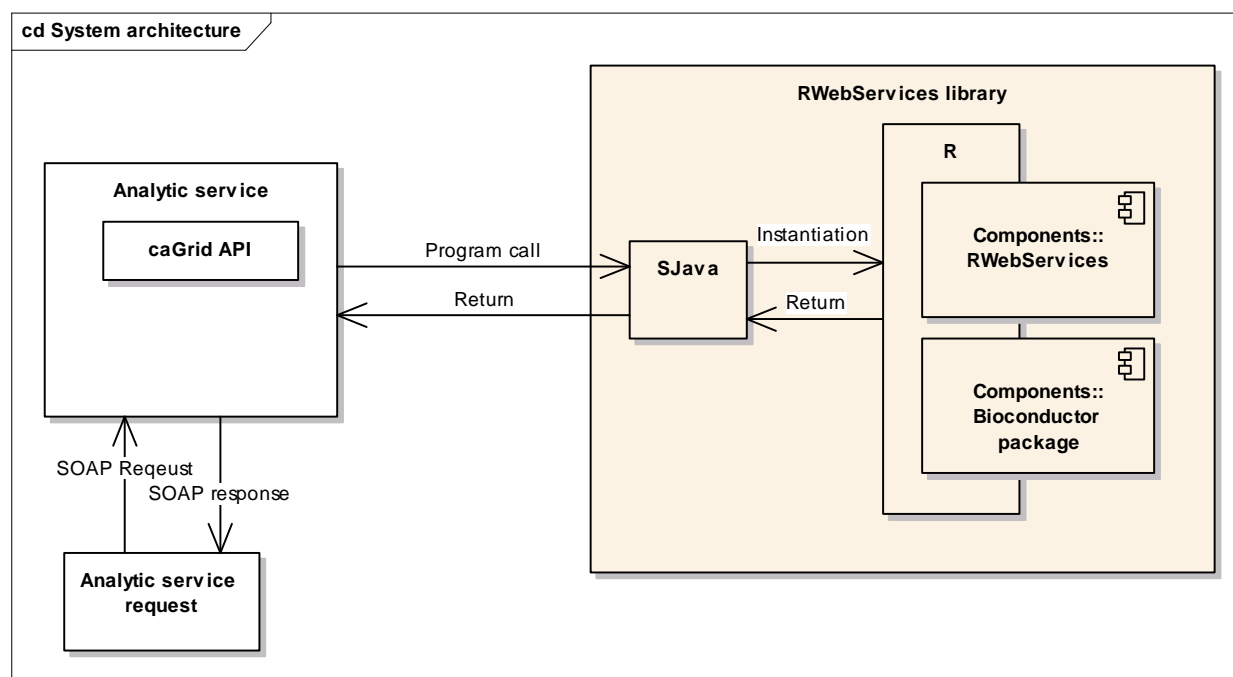 cd System architecture
RWebServices library
R
Analytic service
caGrid API
Components::
RWebServices
Instantiation
Program call
SJava
Return
Return
Components::
Bioconductor
package
SOAP Reqeust
SOAP response
Analytic service
request